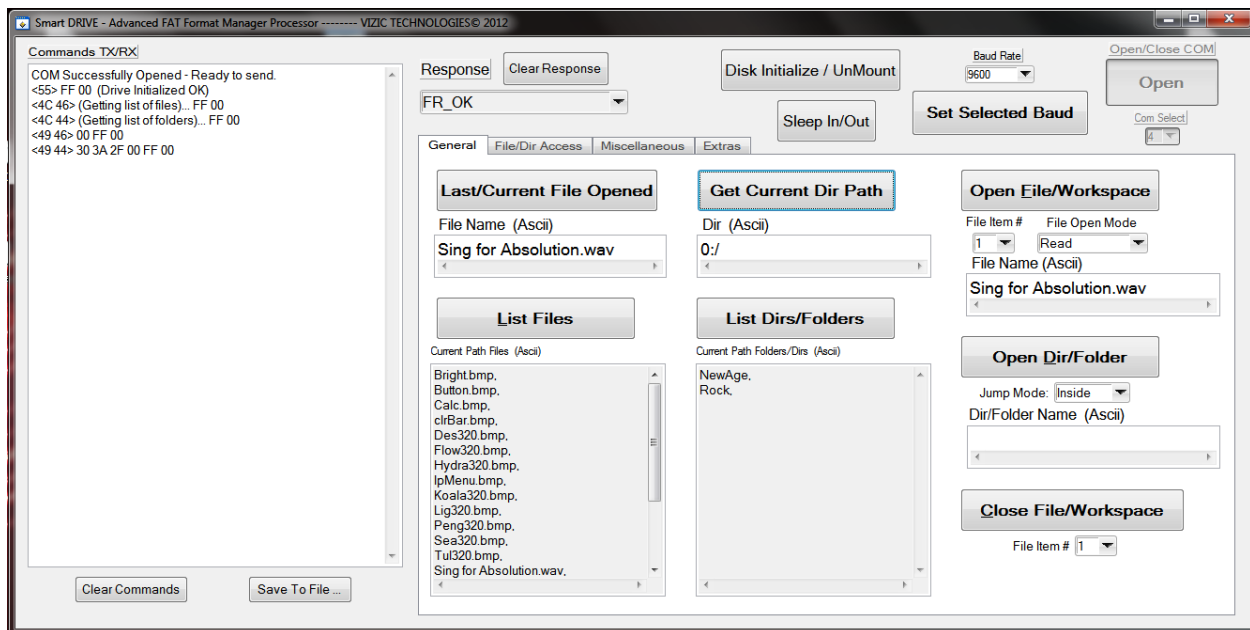 Smart DRIVE - Advanced FAT Format Manager Processor -------- VIZIC TECHNOLOGIES© 2012
Commands TX/RX
COM Successfully Opened - Ready to send.
<55> FF 00 (Drive Initialized OK)
<4C 46> (Getting list of files)... FF 00
<4C 44> (Getting list of folders)... FF 00
<49 46> 00 FF 00
<49 44> 30 3A 2F 00 FF 00
Clear Commands
Save To File ...
Response
Clear Response
FR_OK
Disk Initialize / UnMount
Sleep In/Out
Baud Rate
9600
Set Selected Baud
Open/Close COM
Open
Com Select
4
General
File/Dir Access
Miscellaneous
Extras
Last/Current File Opened
File Name (Ascii)
Sing for Absolution.wav
List Files
Current Path Files (Ascii)
Bright.bmp,
Button.bmp,
Calc.bmp,
clrBar.bmp,
Des320.bmp,
Flow320.bmp,
Hydra320.bmp,
IpMenu.bmp,
Koala320.bmp,
Lig320.bmp,
Peng320.bmp,
Sea320.bmp,
Tul320.bmp,
Sing for Absolution.wav,
Get Current Dir Path
Dir (Ascii)
0:/
List Dirs/Folders
Current Path Folders/Dirs (Ascii)
NewAge,
Rock,
Open File/Workspace
File Item # File Open Mode
1 Read
File Name (Ascii)
Sing for Absolution.wav
Open Dir/Folder
Jump Mode: Inside
Dir/Folder Name (Ascii)
Close File/Workspace
File Item # 1